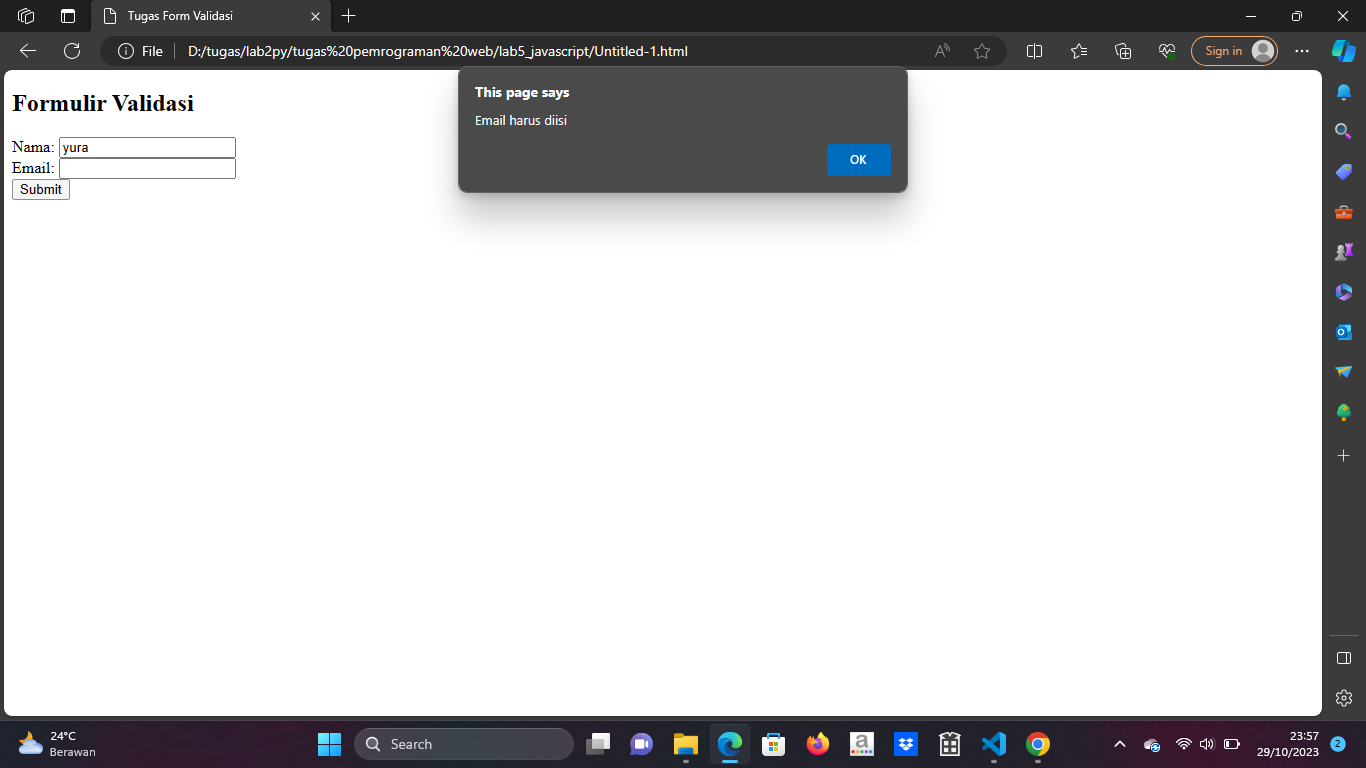 Tugas Form Validasi
File
D:/tugas/lab2py/tugas%20pemrograman%20web/lab5_javascript/Untitled-1.html
Sign in
This page says
Email harus diisi
OK
Formulir Validasi
Nama: yura
Email:
Submit
24°C
Berawan
Search
23:57
29/10/2023
2